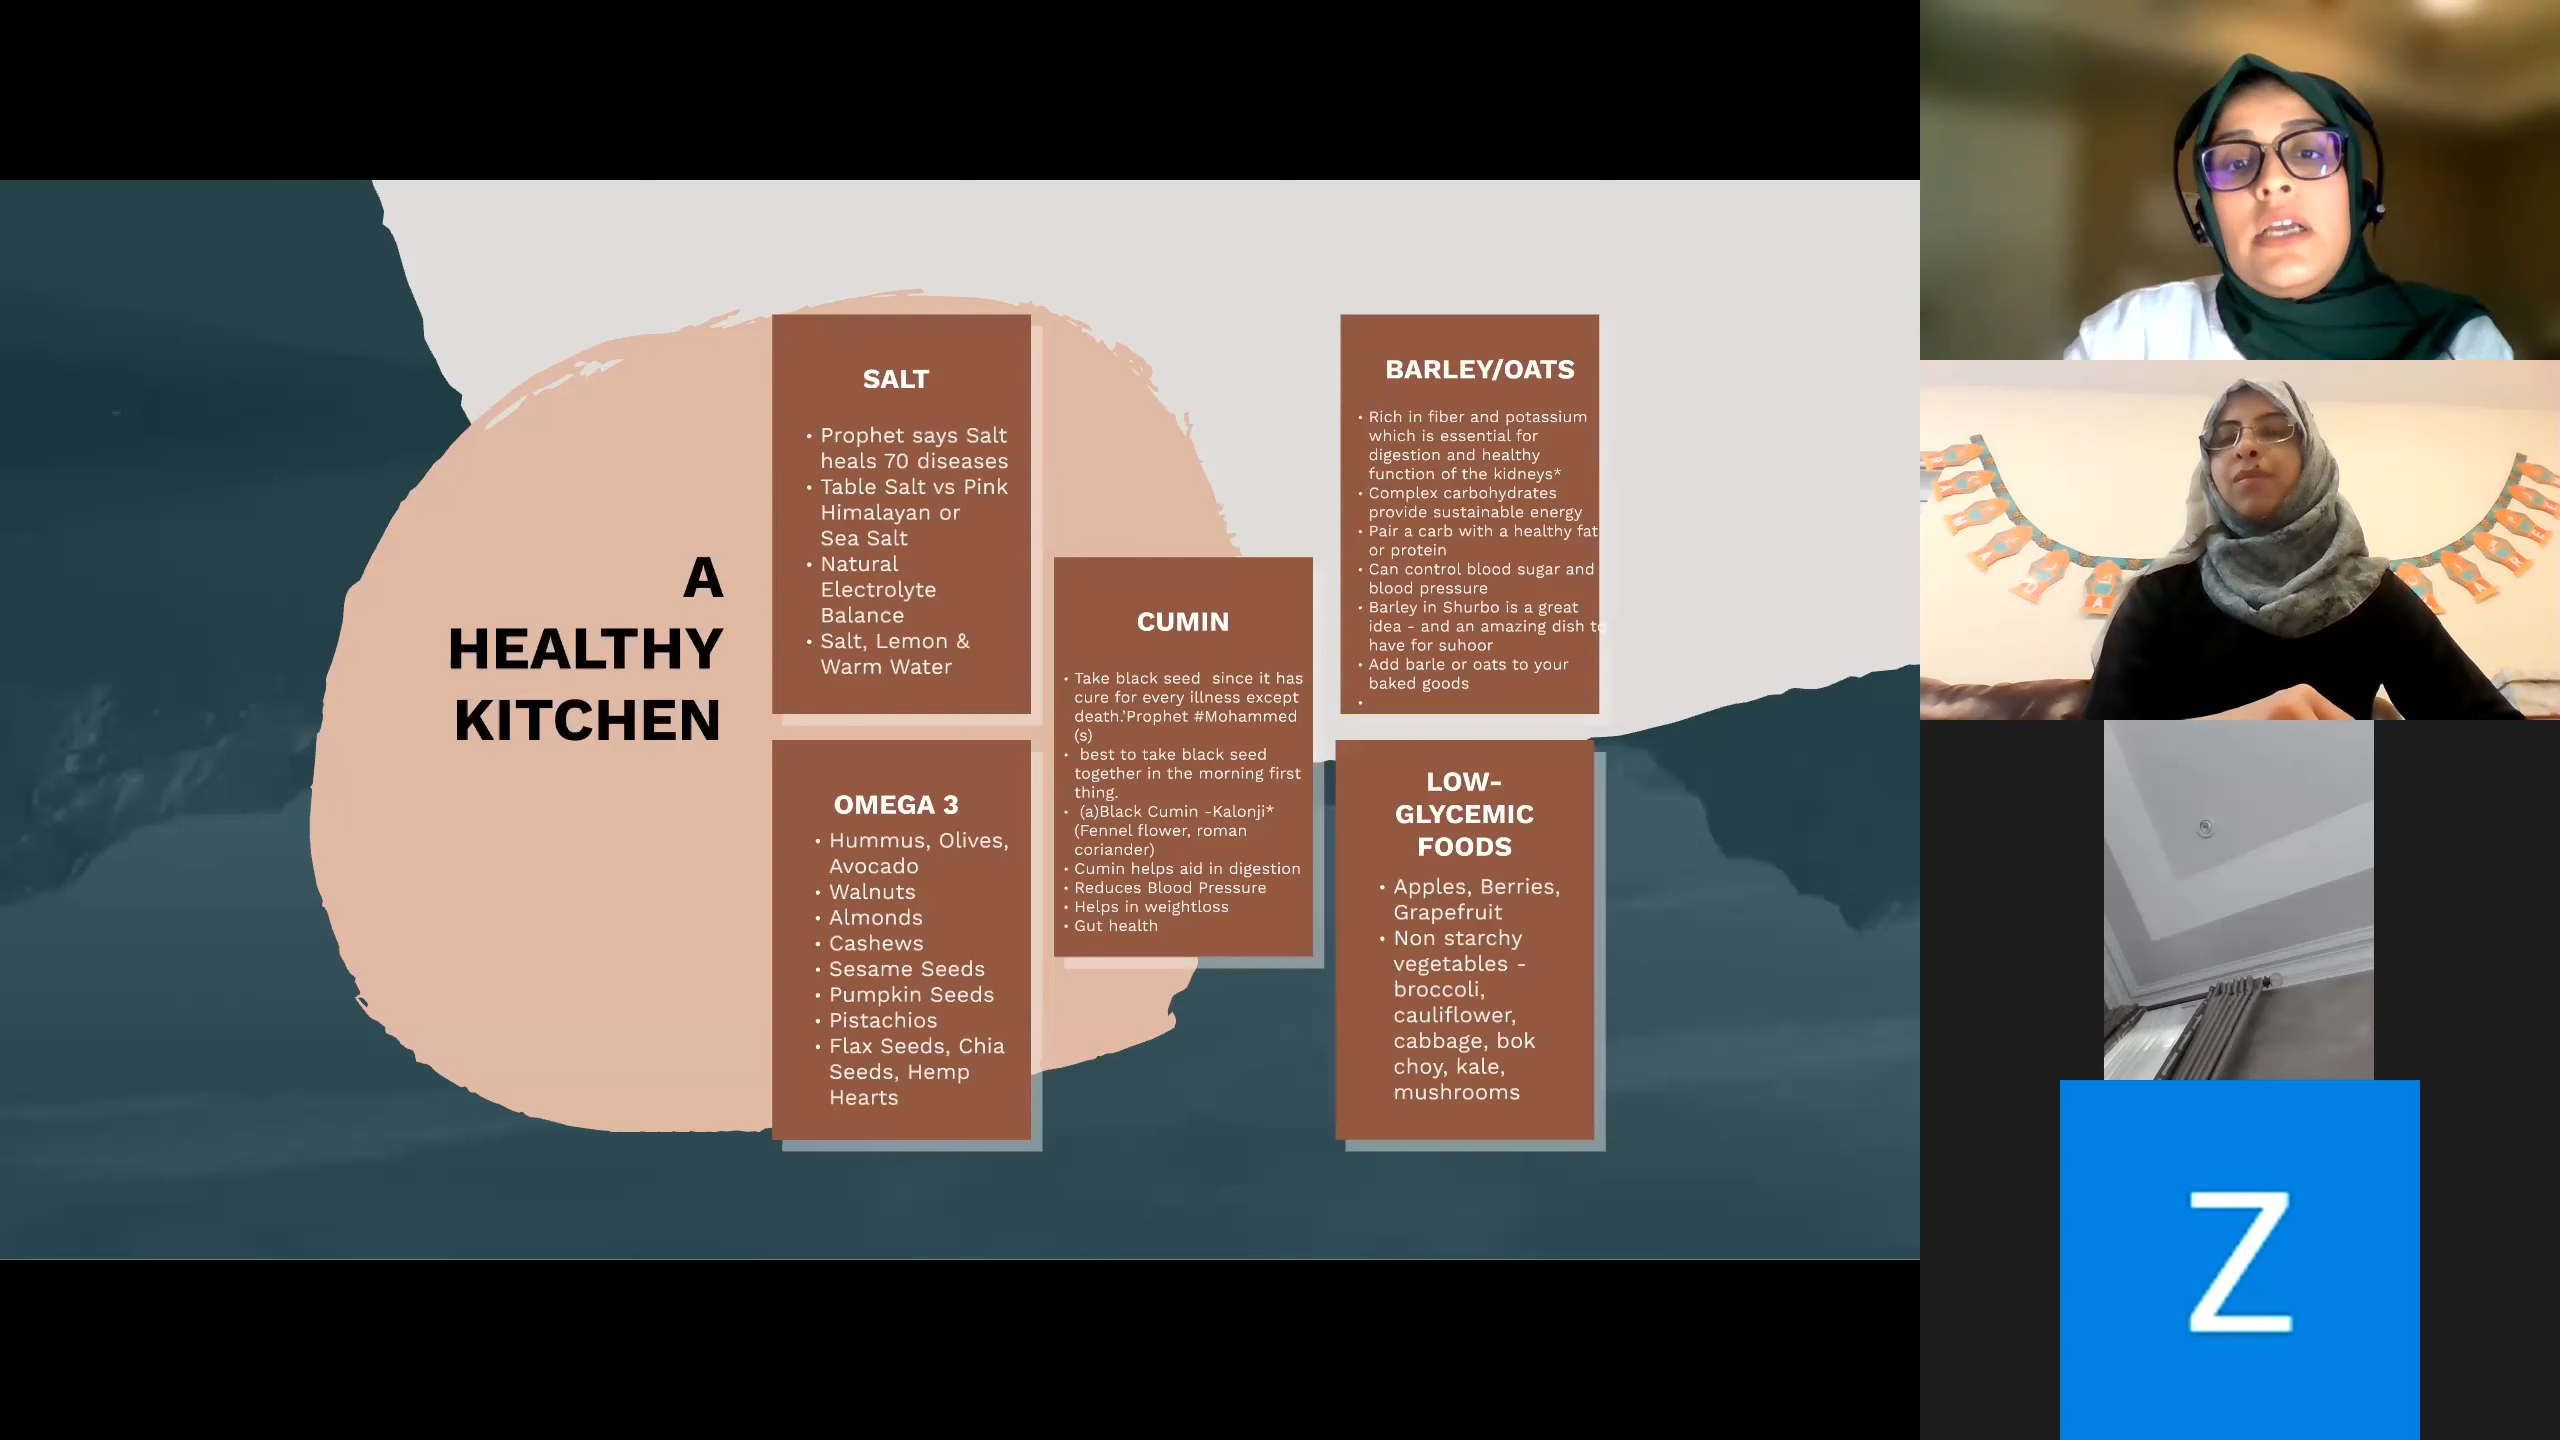 A
HEALTHY
KITCHEN
SALT
• Prophet says Salt
heals 70 diseases
• Table Salt vs Pink
Himalayan or
Sea Salt
• Natural
Electrolyte
Balance
• Salt, Lemon &
Warm Water
OMEGA 3
• Hummus, Olives,
Avocado
• Walnuts
• Almonds
• Cashews
• Sesame Seeds
• Pumpkin Seeds
• Pistachios
• Flax Seeds, Chia
Seeds, Hemp
Hearts
CUMIN
• Take black seed since it has
cure for every illness except
death.'Prophet #Mohammed
(s)
• best to take black seed
together in the morning first
thing.
• (a)Black Cumin -Kalonji*
(Fennel flower, roman
coriander)
• Cumin helps aid in digestion
• Reduces Blood Pressure
• Helps in weightloss
• Gut health
BARLEY/OATS
• Rich in fiber and potassium
which is essential for
digestion and healthy
function of the kidneys*
• Complex carbohydrates
provide sustainable energy
• Pair a carb with a healthy fat
or protein
• Can control blood sugar and
blood pressure
• Barley in Shurbo is a great
idea - and an amazing dish to
have for suhoor
• Add barle or oats to your
baked goods
•
LOW-
GLYCEMIC
FOODS
• Apples, Berries,
Grapefruit
• Non starchy
vegetables -
broccoli,
cauliflower,
cabbage, bok
choy, kale,
mushrooms
Z